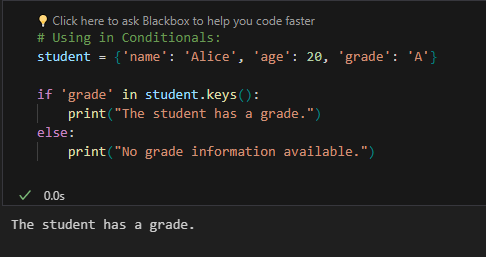 Click here to ask Blackbox to help you code faster
# Using in Conditionals:
student = {'name': 'Alice', 'age': 20, 'grade': 'A'}
if 'grade' in student.keys():
    print("The student has a grade.")
else:
    print("No grade information available.")
0.0s
The student has a grade.